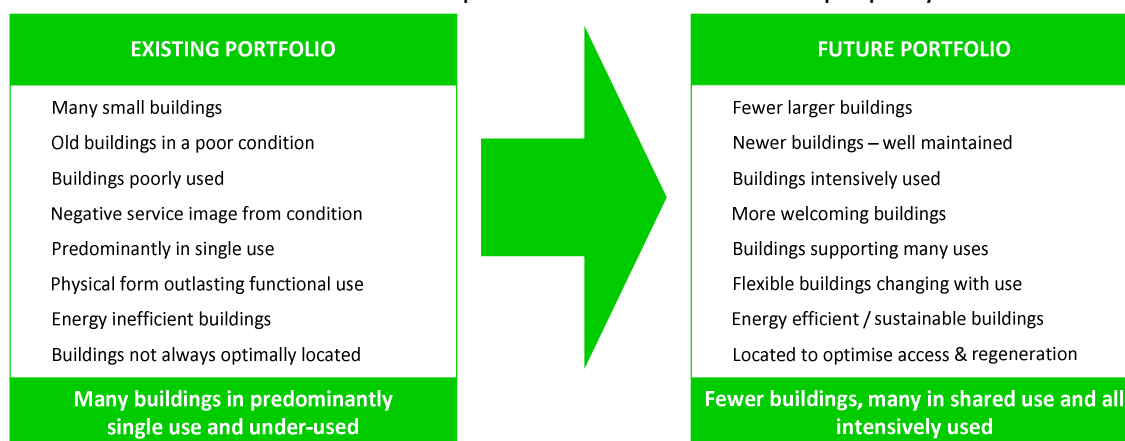 EXISTING PORTFOLIO
Many small buildings
Old buildings in a poor condition
Buildings poorly used
Negative service image from condition
Predominantly in single use
Physical form outlasting functional use
Energy inefficient buildings
Buildings not always optimally located
Many buildings in predominantly
single use and under-used
FUTURE PORTFOLIO
Fewer larger buildings
Newer buildings – well maintained
Buildings intensively used
More welcoming buildings
Buildings supporting many uses
Flexible buildings changing with use
Energy efficient / sustainable buildings
Located to optimise access & regeneration
Fewer buildings, many in shared use and all
intensively used